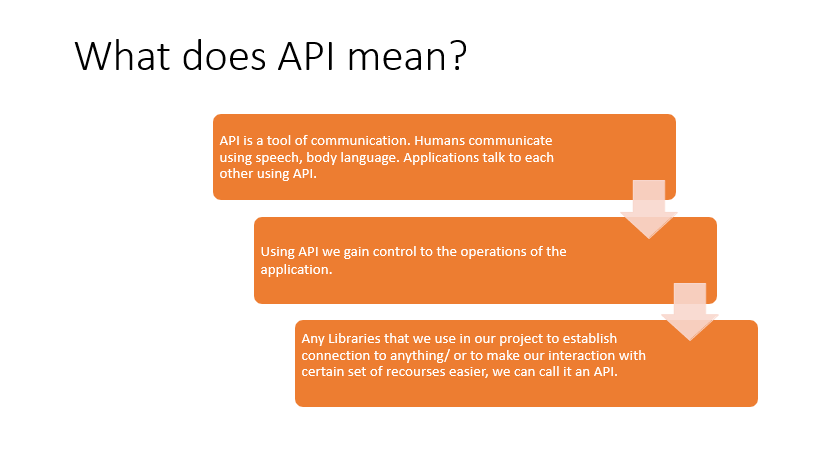 What does API mean?
API is a tool of communication. Humans communicate
using speech, body language. Applications talk to each
other using API.
Using API we gain control to the operations of the
application.
Any Libraries that we use in our project to establish
connection to anything/ or to make our interaction with
certain set of recourses easier, we can call it an API.